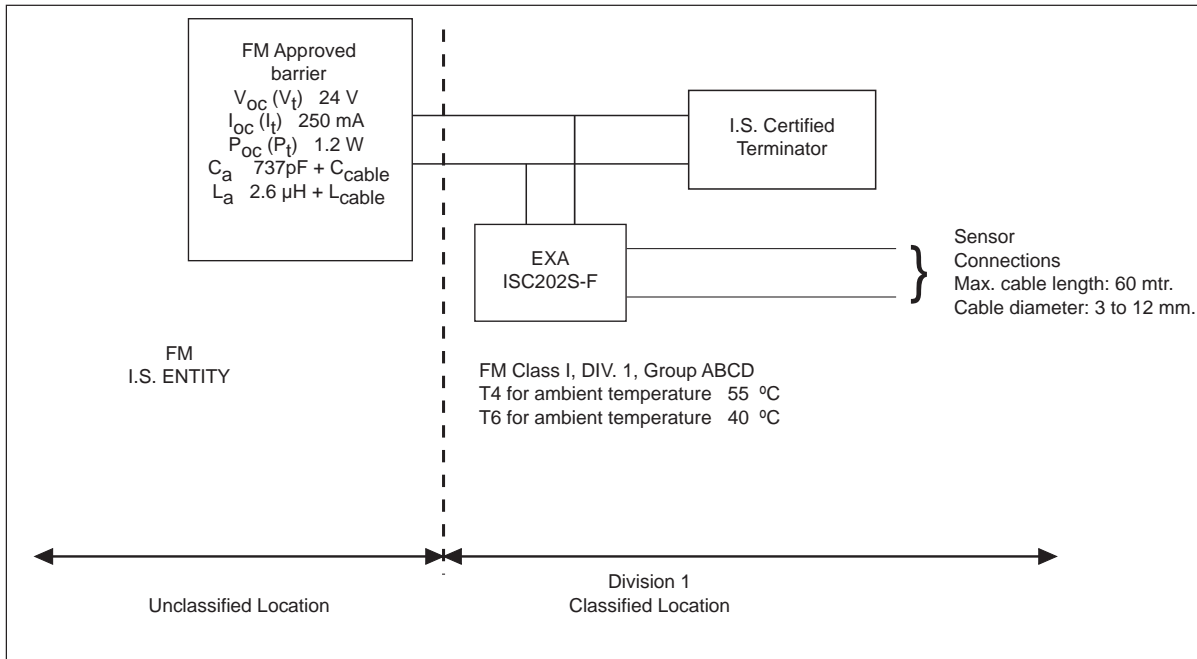 FM Approved
barrier
Voc (Vt) 24 V
Ioc (It) 250 mA
Poc (Pt) 1.2 W
Ca 737pF + Ccable
La 2.6 µH + Lcable
I.S. Certified
Terminator
EXA
ISC202S-F
Sensor
Connections
Max. cable length: 60 mtr.
Cable diameter: 3 to 12 mm.
FM
I.S. ENTITY
FM Class I, DIV. 1, Group ABCD
T4 for ambient temperature 55 ºC
T6 for ambient temperature 40 ºC
Unclassified Location
Division 1
Classified Location